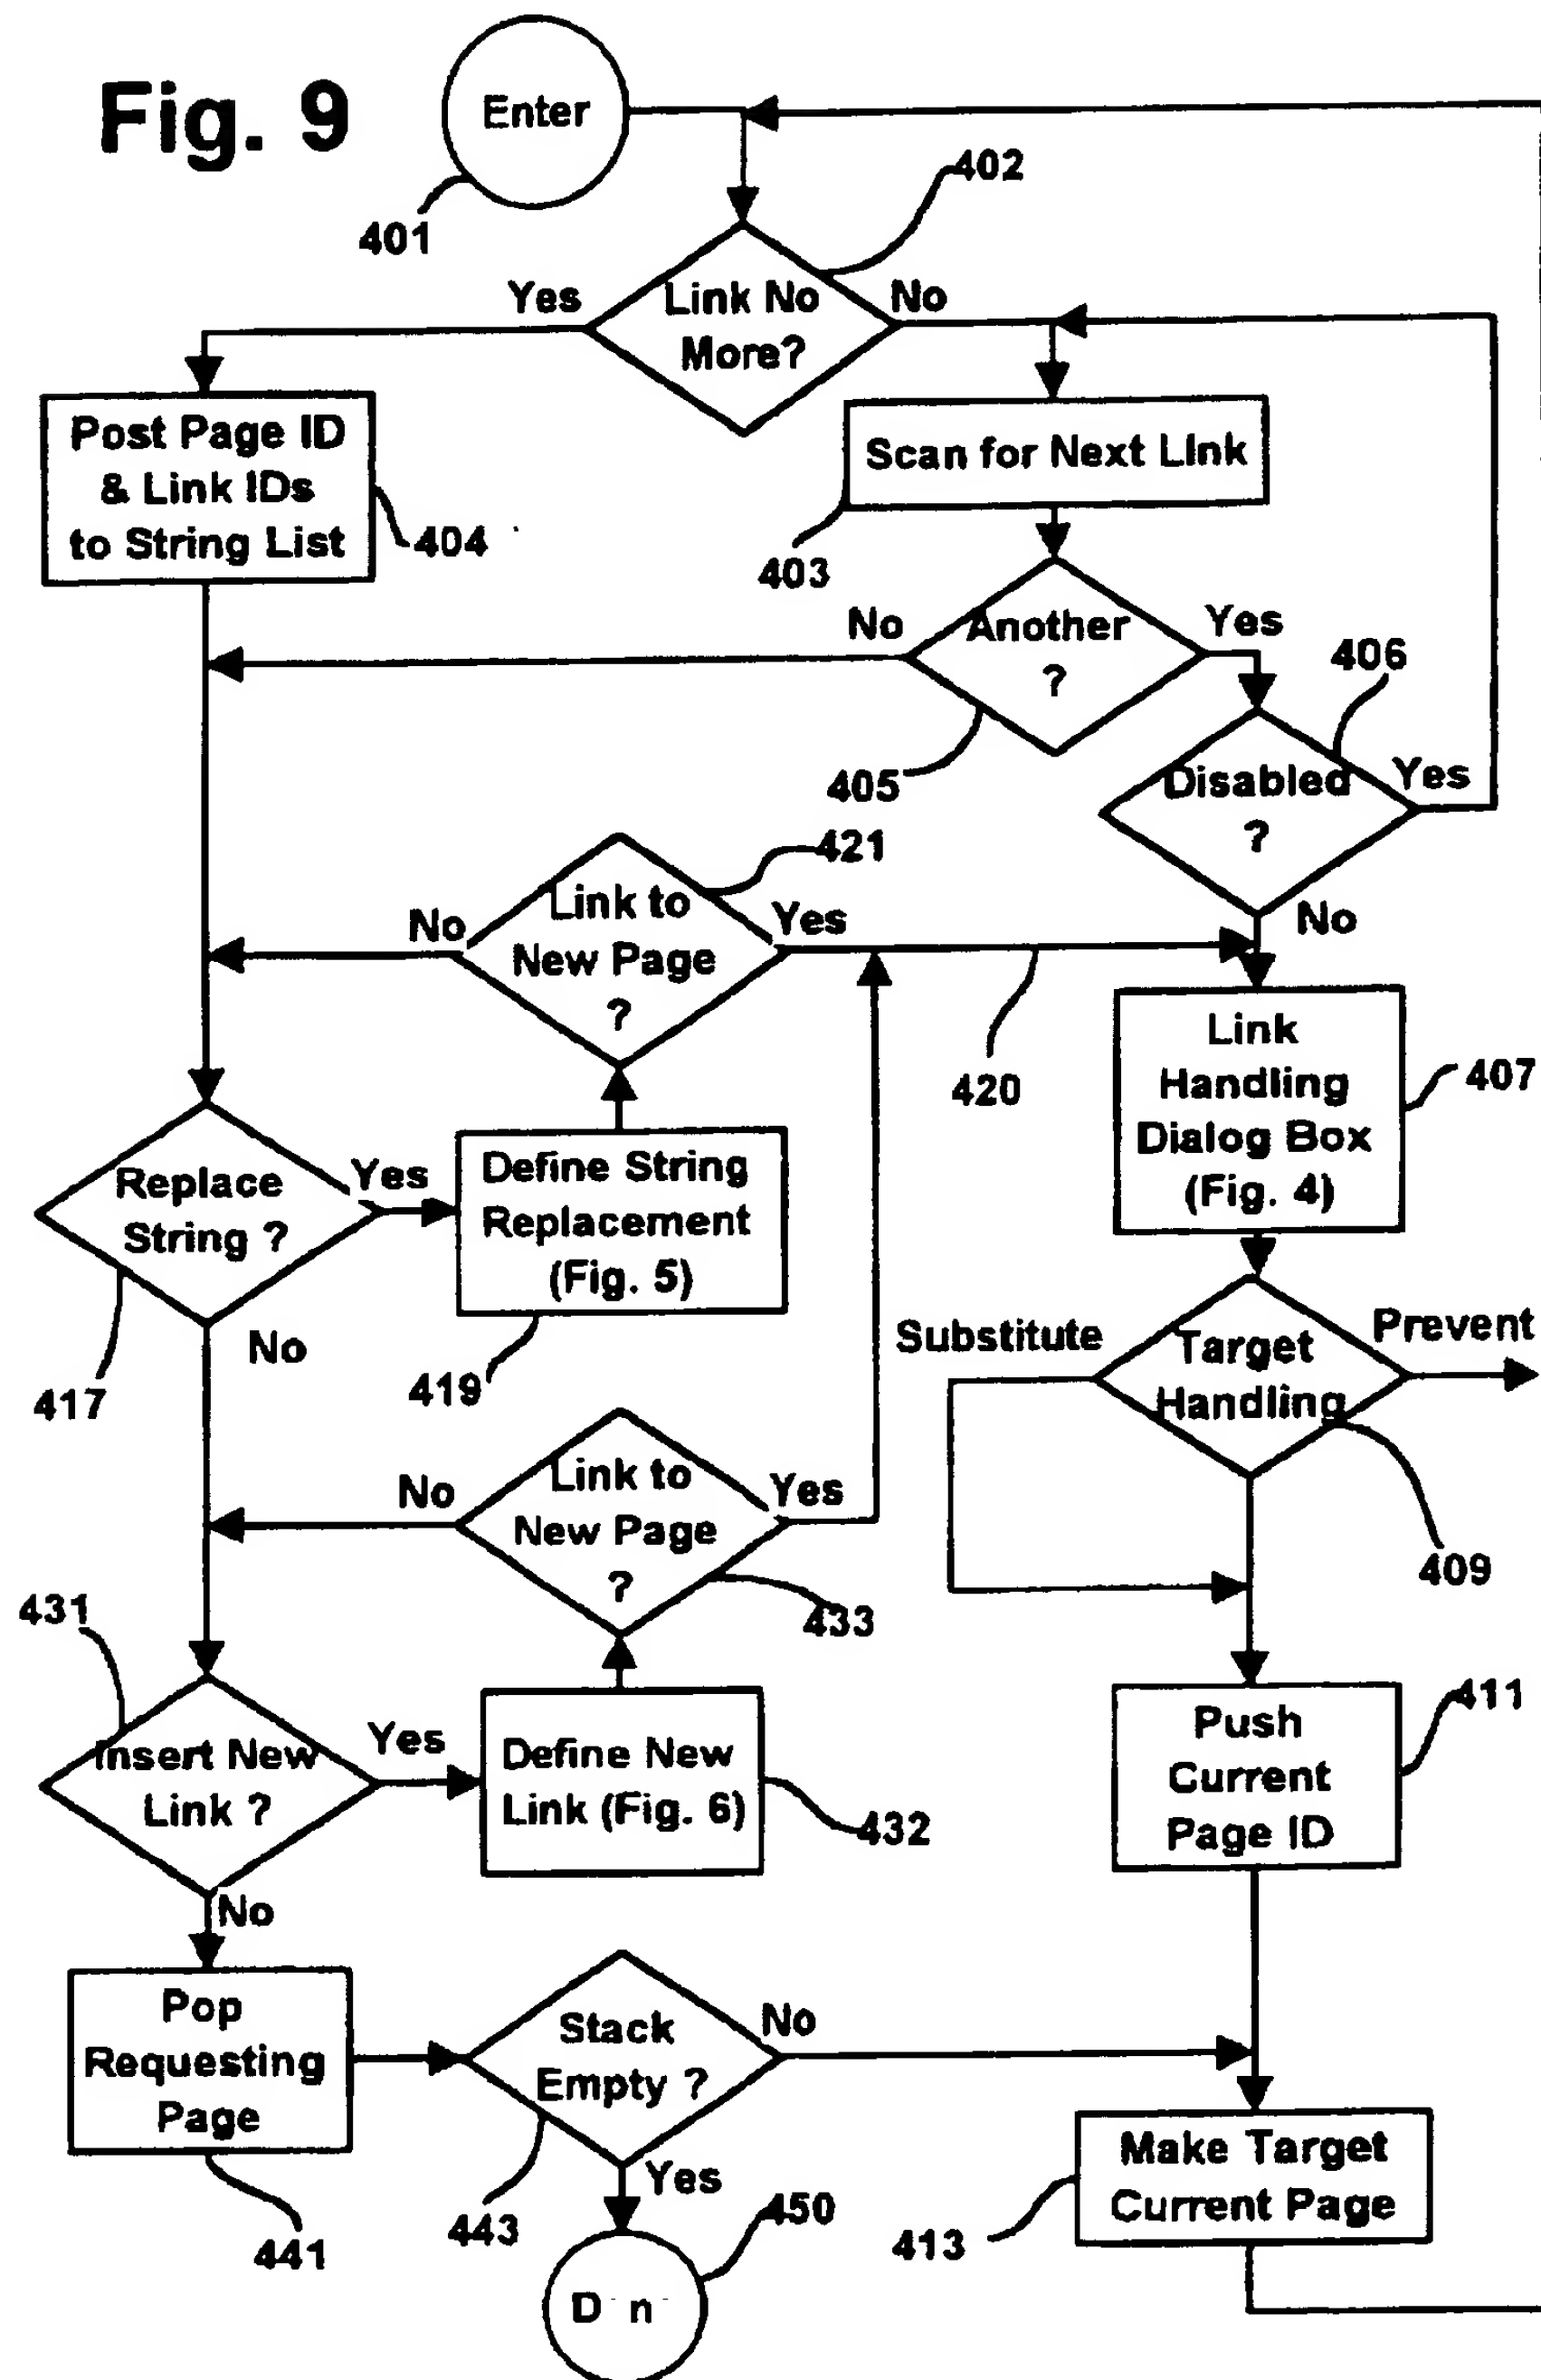 Fig. 9
Enter
401
402
Yes
Link No
More?
No
Post Page ID
& Link IDs
to String List
404
Scan for Next LInk
403
No
Another
?
Yes
405
406
Disabled
?
Yes
No
421
No
Link to
New Page
?
Yes
420
Link
Handling
Dialog Box
(Fig. 4)
407
Replace
String ?
Yes
No
417
Define String
Replacement
(Fig. 5)
419
Substitute
Target
Handling
Prevent
409
No
Link to
New Page
?
Yes
433
431
Insert New
Link ?
Yes
No
Define New
Link (Fig. 6)
432
Push
Current
Page ID
411
Pop
Requesting
Page
441
Stack
Empty ?
No
Yes
443
450
Make Target
Current Page
413